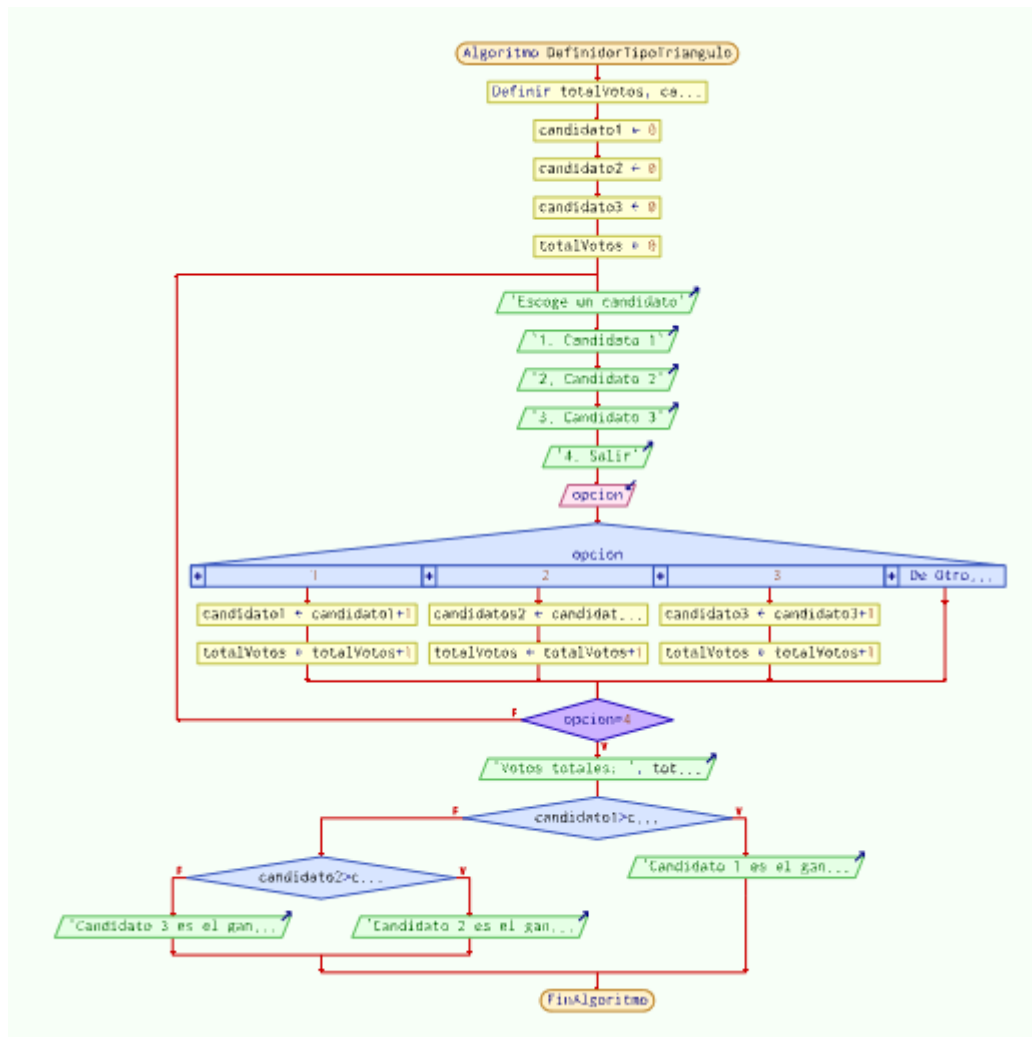 Algoritmo DefinidorTipoTriangulo
Definir totalVotos, ca...
candidato1 ← 0
candidato2 ← 0
candidato3 ← 0
totalVotos ← 0
'Escoge un candidato'
'1. Candidato 1'
'2. Candidato 2'
'3. Candidato 3'
'4. Salir'
opcion
opcion
1 2 3 De Otro...
candidato1 ← candidato1+1 candidatos2 ← candidat... candidato3 ← candidato3+1
totalVotos ← totalVotos+1 totalVotos ← totalVotos+1 totalVotos ← totalVotos+1
F opcion=4
V
'Votos totales: ', tot...
F candidato1>c... V
'Candidato 1 es el gan...
F candidato2>c... V
'Candidato 3 es el gan... 'Candidato 2 es el gan...
FinAlgoritmo